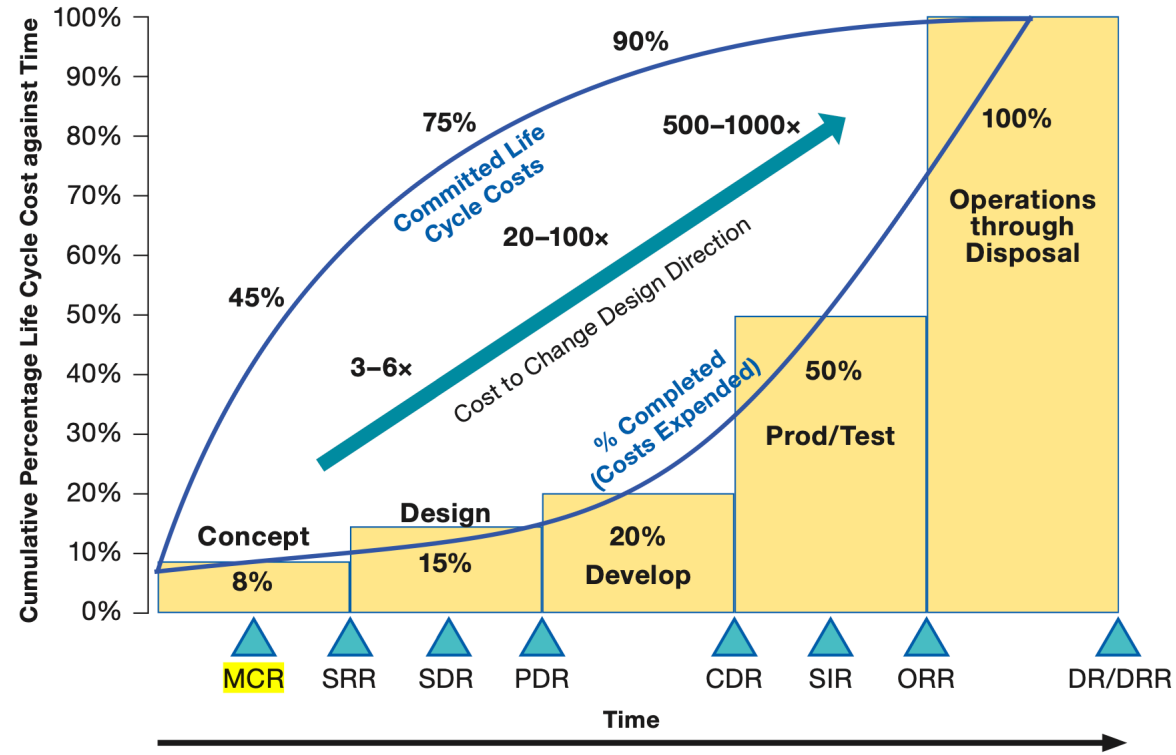 Cumulative Percentage Life Cycle Cost against Time
100%
90%
80%
70%
60%
50%
40%
30%
20%
10%
0%
45%
75%
90%
Committed Life
Cycle Costs
3–6×
20–100×
500–1000×
Cost to Change Design Direction
% Completed
(Costs Expended)
Concept
8%
Design
15%
20%
Develop
50%
Prod/Test
100%
Operations
through
Disposal
MCR
SRR
SDR
PDR
CDR
SIR
ORR
DR/DRR
Time